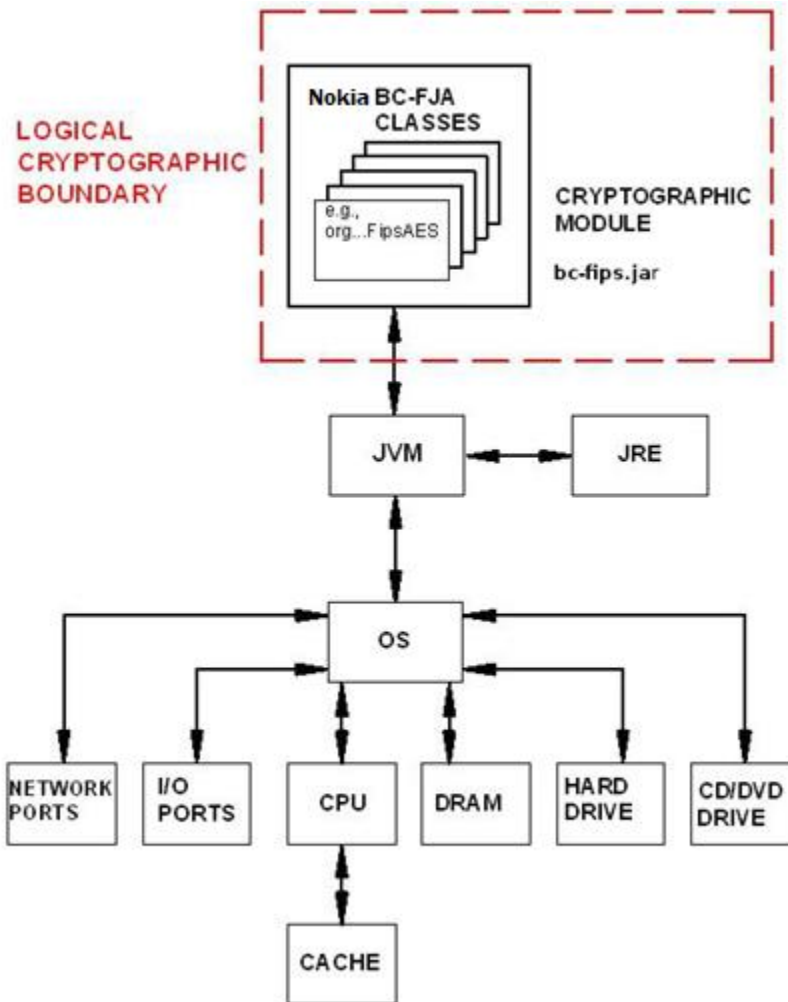 Nokia BC-FJA
CLASSES
e.g.,
org...FipsAES
LOGICAL
CRYPTOGRAPHIC
BOUNDARY
CRYPTOGRAPHIC
MODULE
bc-fips.jar
JVM
JRE
OS
NETWORK
PORTS
I/O
PORTS
CPU
DRAM
HARD
DRIVE
CD/DVD
DRIVE
CACHE